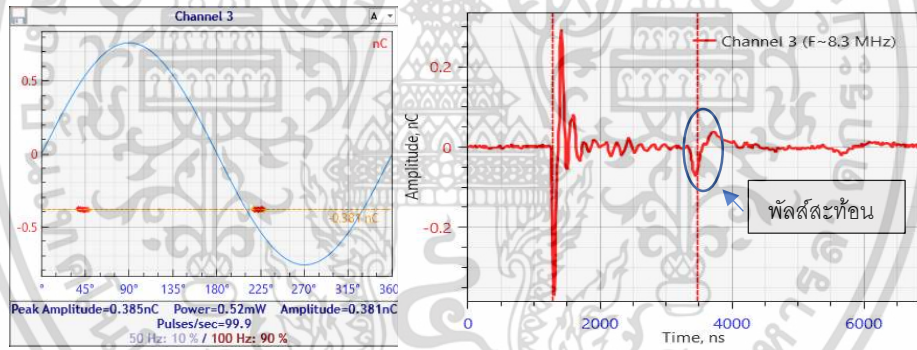 Channel 3
A
nC
0.5
0
-0.5
-0.381 nC
0° 45° 90° 135° 180° 225° 270° 315° 360
Peak Amplitude=0.385nC Power=0.52mW Amplitude=0.381nC
Pulses/sec=99.9
50 Hz: 10 % / 100 Hz: 90 %
Channel 3 (F~8.3 MHz)
Amplitude, nC
0.2
0
-0.2
พัลส์สะท้อน
0 2000 4000 6000
Time, ns